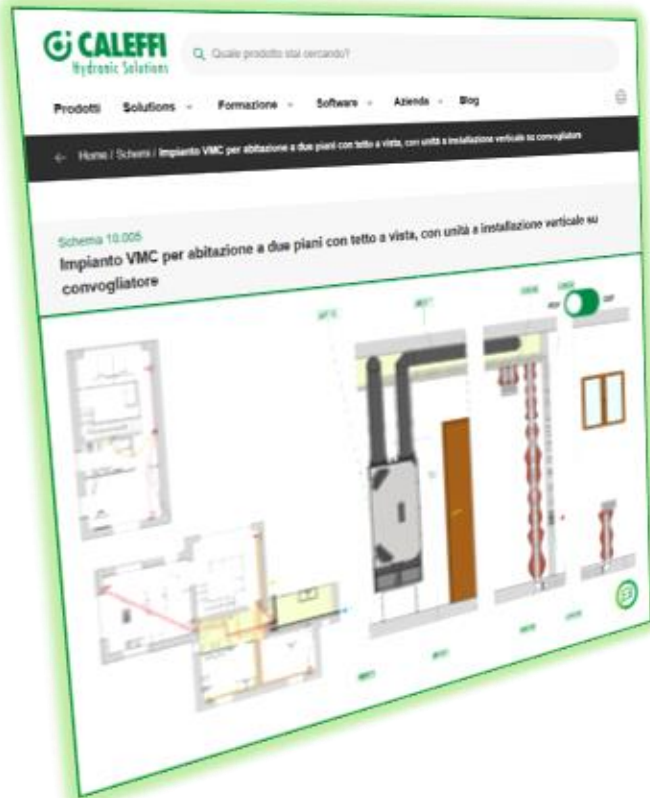 CALEFFI
Hydronic Solutions
Quale prodotto stai cercando?
Prodotti Solutions Formazione Software Azienda Blog
Home / Schemi / Impianto VMC per abitazione a due piani con tetto a vista, con unità a installazione verticale su convogliatore
Schema 10.005
Impianto VMC per abitazione a due piani con tetto a vista, con unità a installazione verticale su
convogliatore